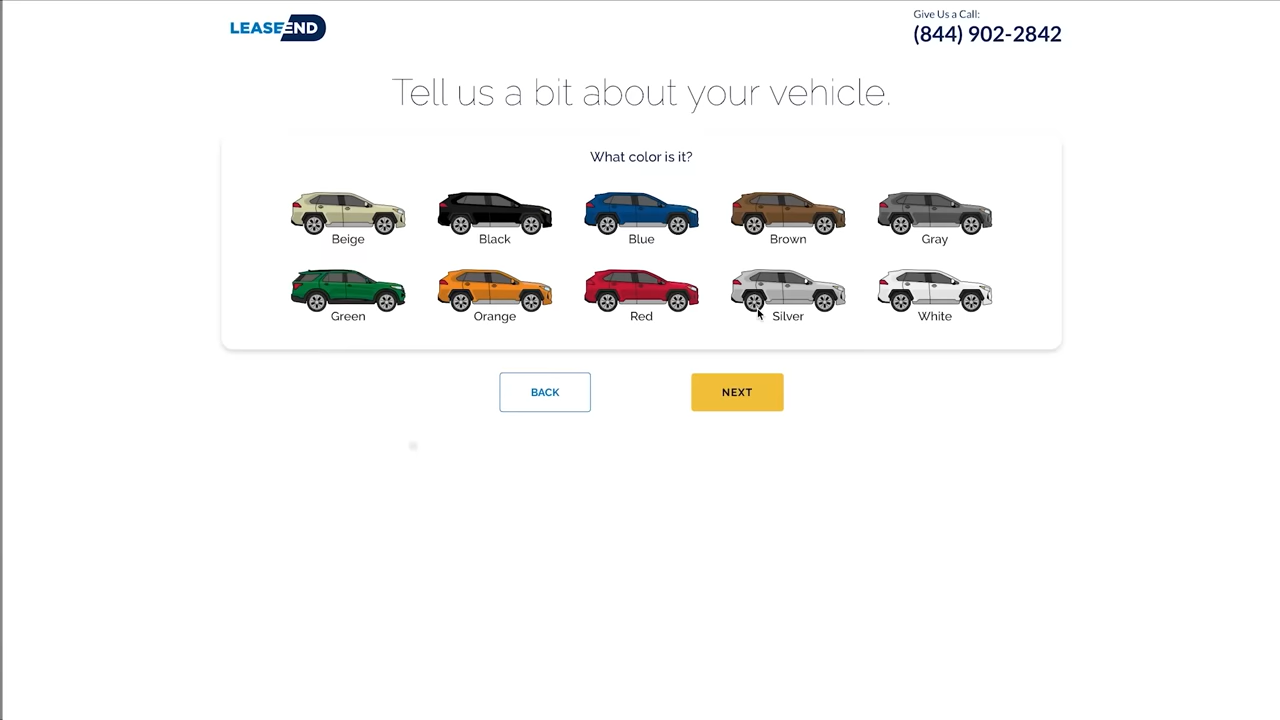 LEASEEND
Give Us a Call:
(844) 902-2842
Tell us a bit about your vehicle.
What color is it?
Beige
Black
Blue
Brown
Gray
Green
Orange
Red
Silver
White
BACK
NEXT